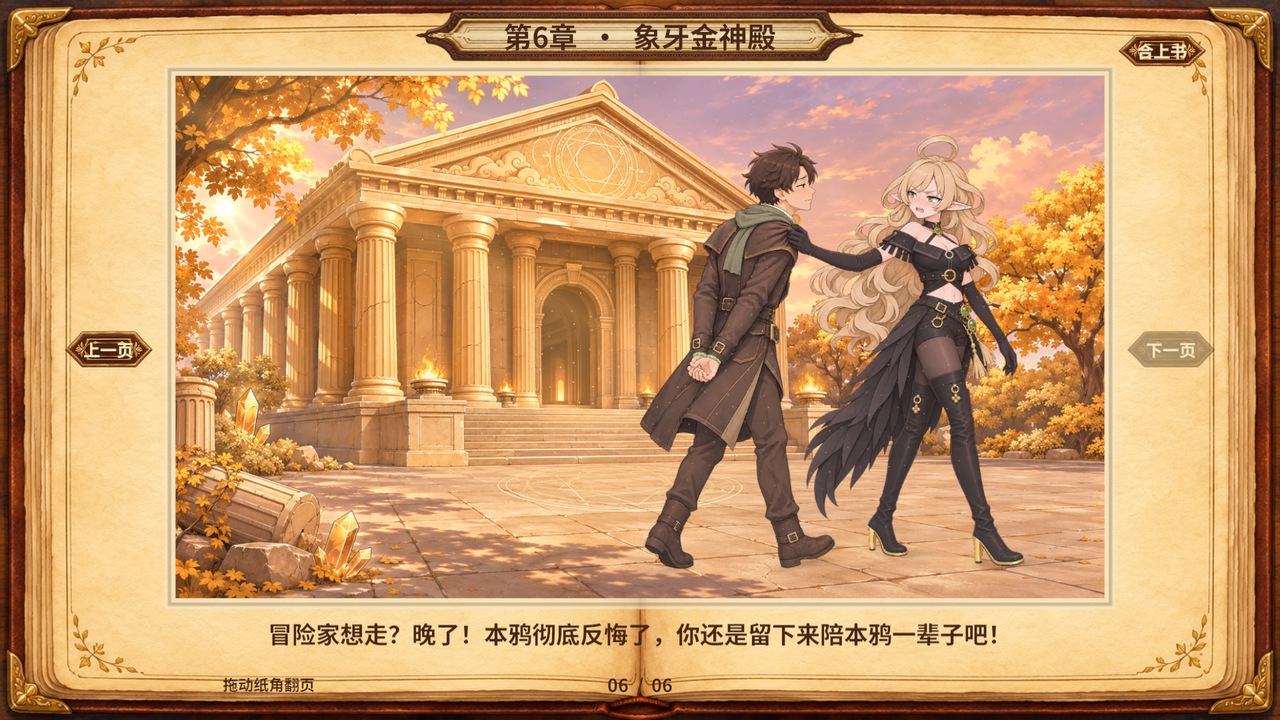 第6章 · 象牙金神殿
合上书
上一页
下一页
冒险家想走？晚了！本鸦彻底反悔了，你还是留下来陪本鸦一辈子吧！
拖动纸角翻页
06 / 06